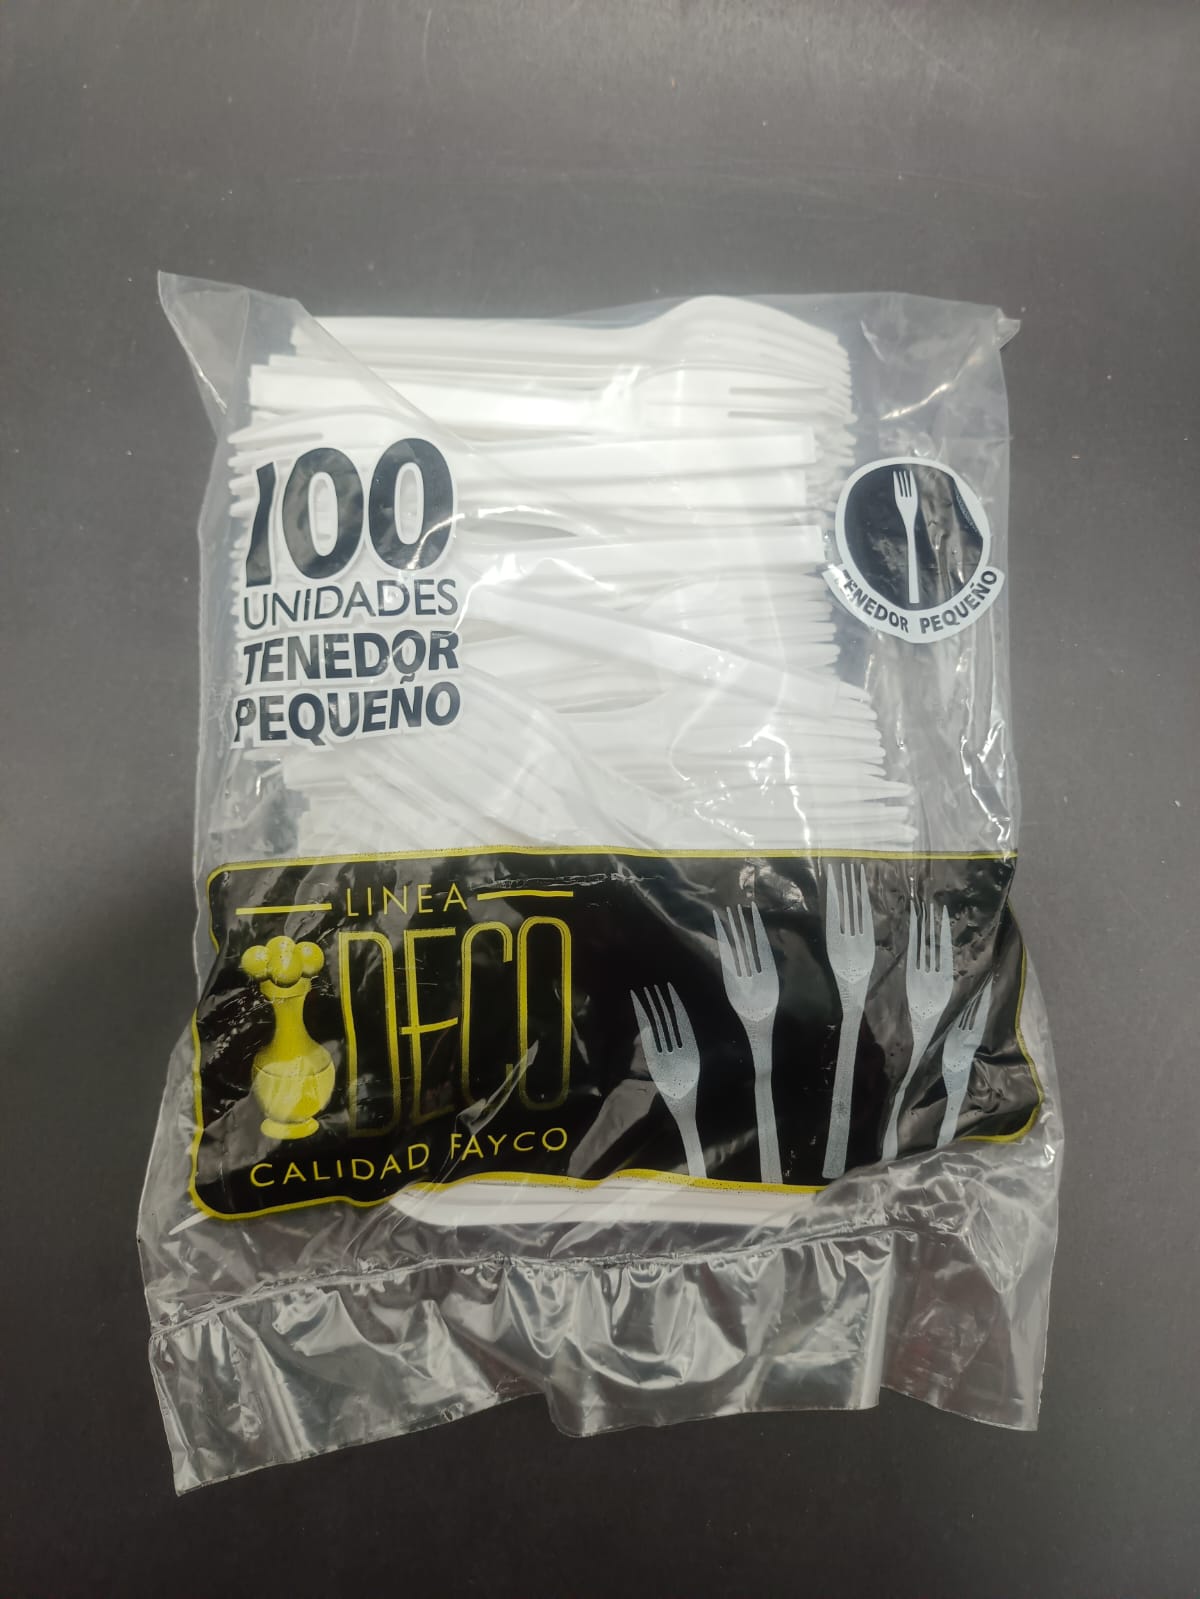 100
UNIDADES
TENEDOR
PEQUEÑO
TENEDOR PEQUEÑO
LINEA
DECO
CALIDAD FAYCO